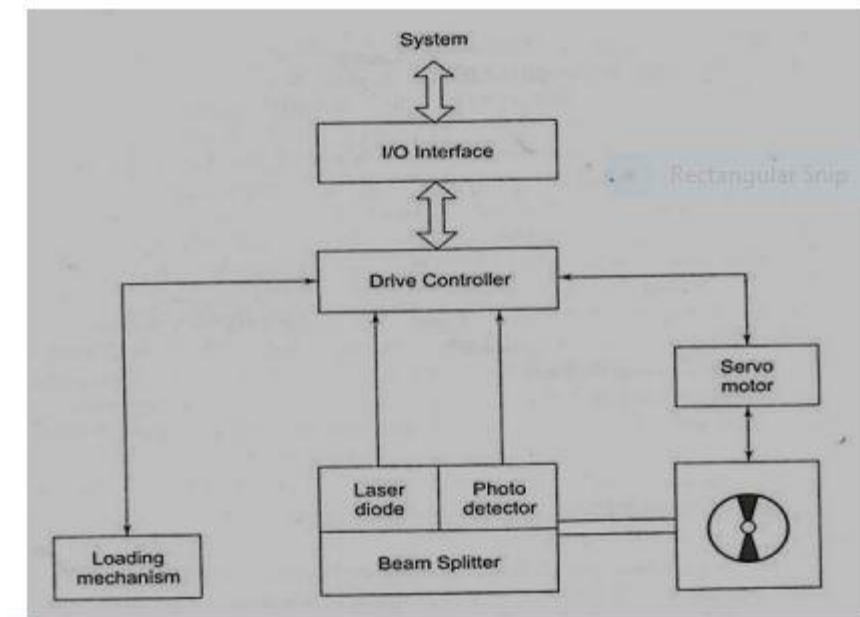 System
I/O Interface
Rectangular Snip
Drive Controller
Servo
motor
Laser
diode
Photo
detector
Loading
mechanism
Beam Splitter